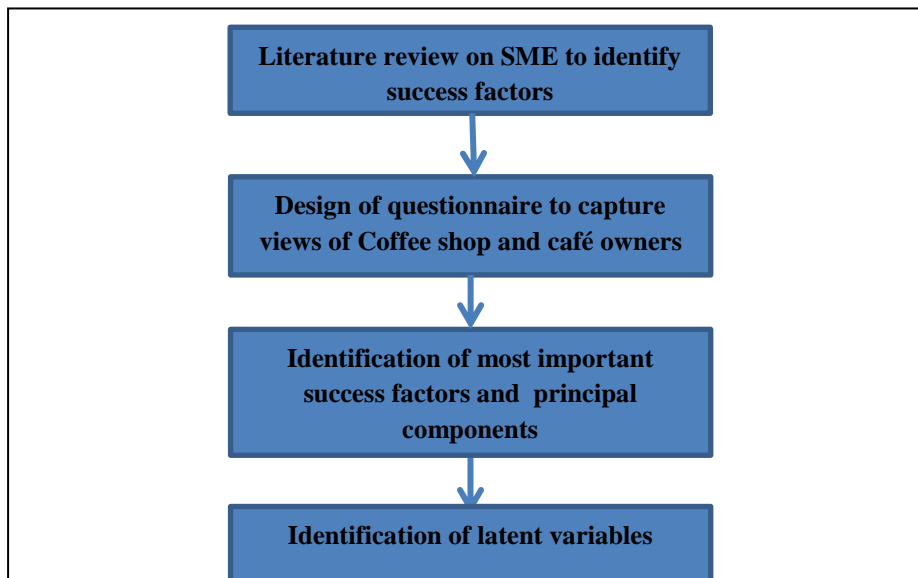 Literature review on SME to identify
success factors
Design of questionnaire to capture
views of Coffee shop and café owners
Identification of most important
success factors and principal
components
Identification of latent variables